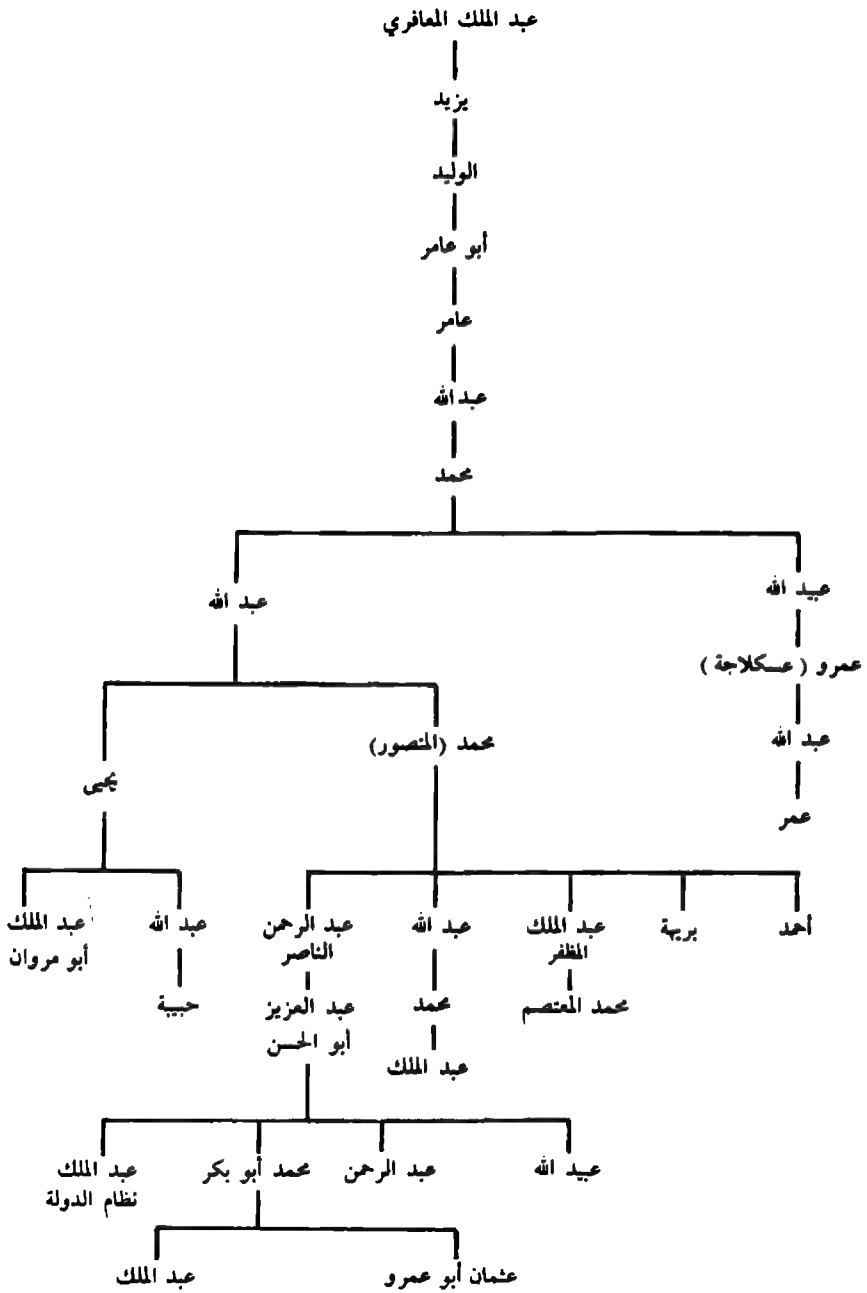 عبد الملك المعافري
يزيد
الوليد
أبو عامر
عامر
عبد الله
محمد
عبيد الله
عبد الله
عمرو (عسكلاجة)
عبد الله
محمد (المنصور)
يحيى
عمر
أحمد
بريهة
عبد الملك
المظفر
عبد الله
عبد الرحمن
الناصر
عبد الله
عبد الملك
أبو مروان
محمد المعتصم
محمد
عبد العزيز
أبو الحسن
حبيبة
عبد الملك
عبيد الله
عبد الرحمن
محمد أبو بكر
عبد الملك
نظام الدولة
عثمان أبو عمرو
عبد الملك